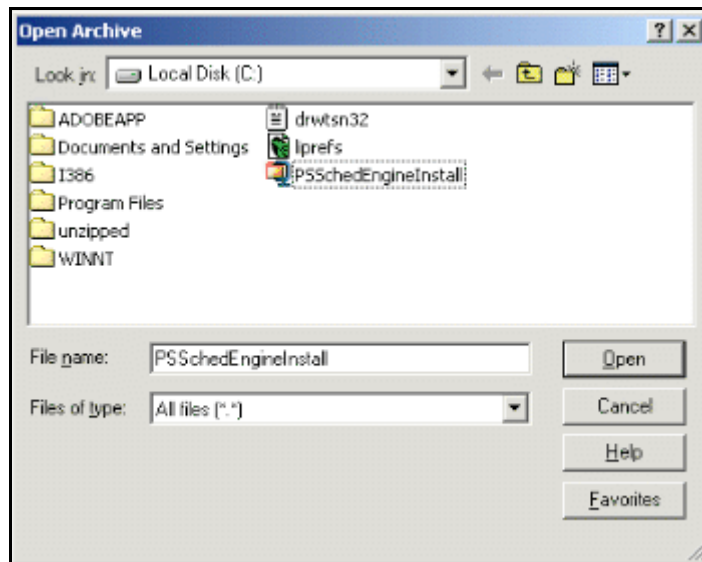 Open Archive
Look in: Local Disk (C:)
ADOBEAPP
Documents and Settings
I386
Program Files
unzipped
WINNT
drwtsn32
liprefs
PSSchedEngineInstall
File name: PSSchedEngineInstall
Open
Files of type: All files (*.*)
Cancel
Help
Favorites